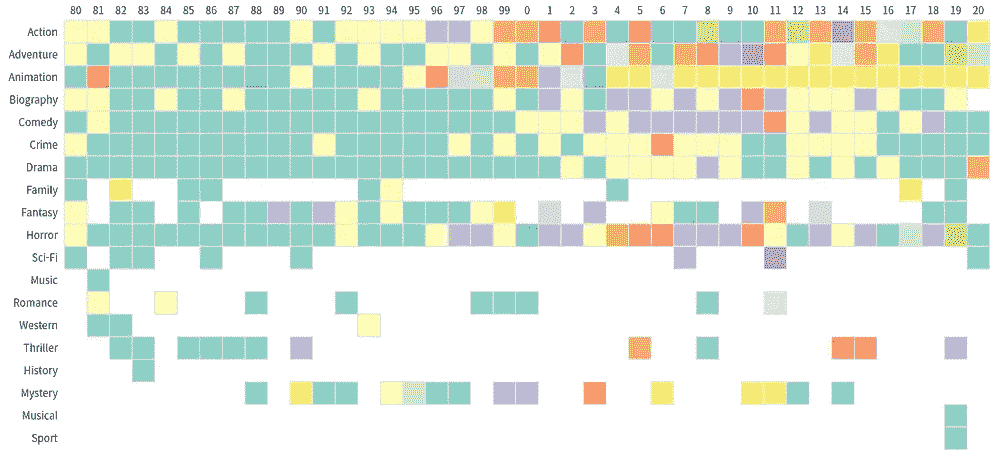 80 81 82 83 84 85 86 87 88 89 90 91 92 93 94 95 96 97 98 99 0 1 2 3 4 5 6 7 8 9 10 11 12 13 14 15 16 17 18 19 20
Action
Adventure
Animation
Biography
Comedy
Crime
Drama
Family
Fantasy
Horror
Sci-Fi
Music
Romance
Western
Thriller
History
Mystery
Musical
Sport